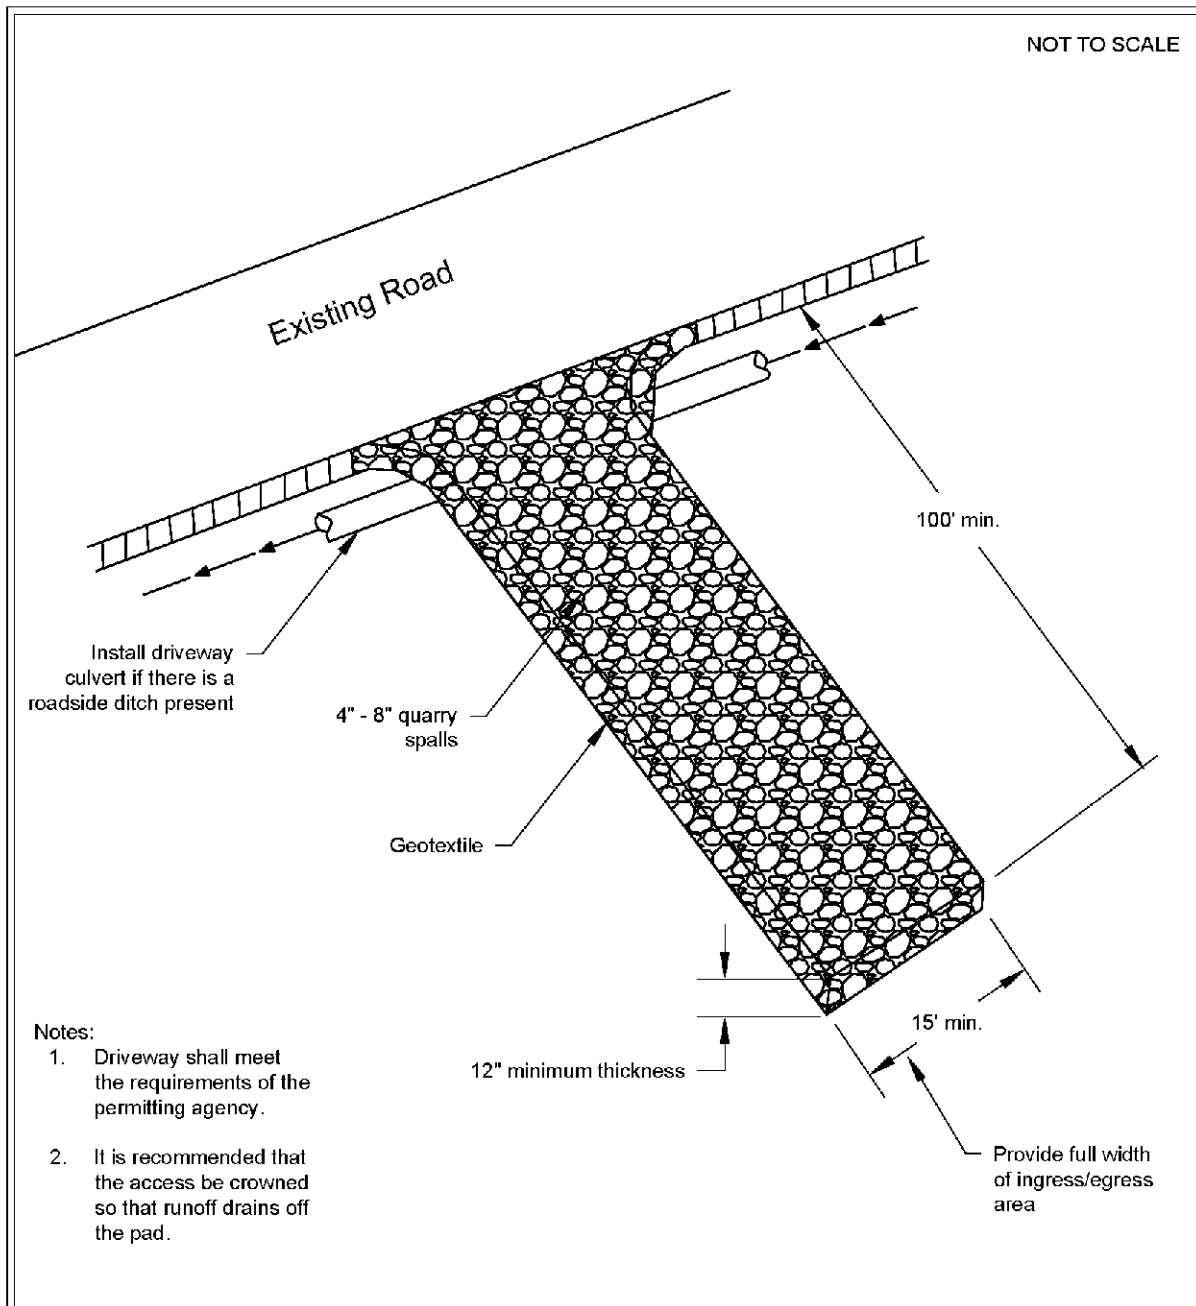 NOT TO SCALE
Existing Road
100' min.
Install driveway
culvert if there is a
roadside ditch present
4" - 8" quarry
spalls
Geotextile
15' min.
12" minimum thickness
Provide full width
of ingress/egress
area
Notes:
1. Driveway shall meet
the requirements of the
permitting agency.
2. It is recommended that
the access be crowned
so that runoff drains off
the pad.